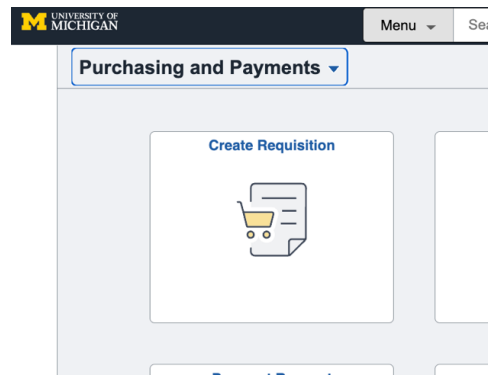 UNIVERSITY OF
MICHIGAN
Menu
Purchasing and Payments
Create Requisition